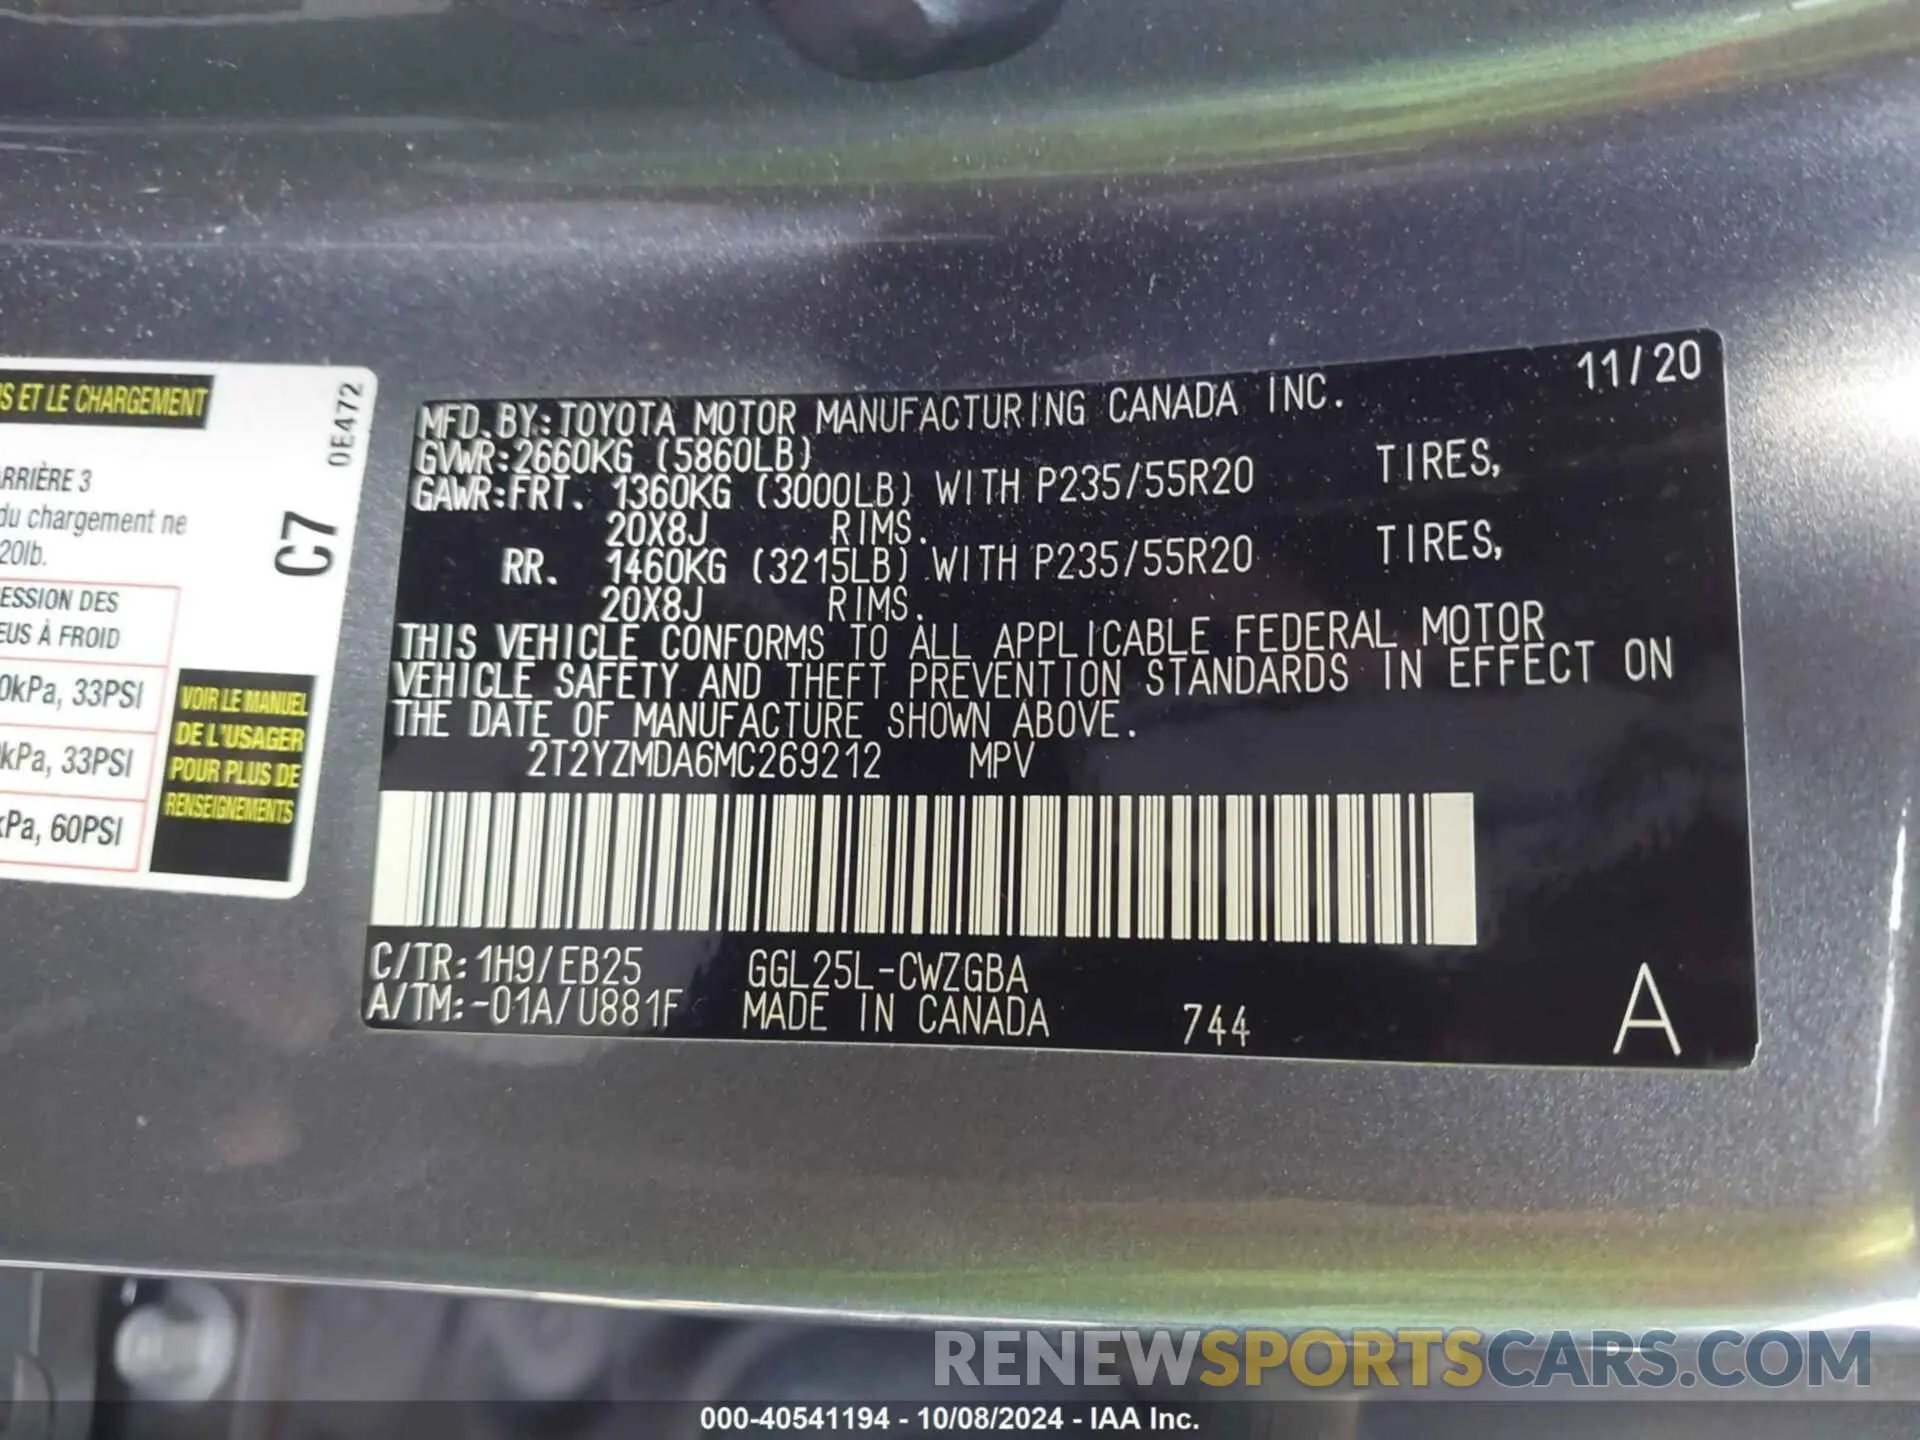 S ET LE CHARGEMENT
0E472
C7
ARRIÈRE 3
du chargement ne
20lb.
ESSION DES
EUS À FROID
0kPa, 33PSI
kPa, 33PSI
kPa, 60PSI
VOIR LE MANUEL
DE L'USAGER
POUR PLUS DE
RENSEIGNEMENTS
11/20
MFD. BY: TOYOTA MOTOR MANUFACTURING CANADA INC.
GVWR: 2660KG (5860LB)
GAWR: FRT. 1360KG (3000LB) WITH P235/55R20 TIRES,
20X8J RIMS.
RR. 1460KG (3215LB) WITH P235/55R20 TIRES,
20X8J RIMS.
THIS VEHICLE CONFORMS TO ALL APPLICABLE FEDERAL MOTOR
VEHICLE SAFETY AND THEFT PREVENTION STANDARDS IN EFFECT ON
THE DATE OF MANUFACTURE SHOWN ABOVE.
2T2YZMDA6MC269212 MPV
C/TR: 1H9/EB25 GGL25L-CWZGBA
A/TM: -01A/U881F MADE IN CANADA 744 A
RENEWSPORTSCARS.COM
000-40541194 - 10/08/2024 - IAA Inc.